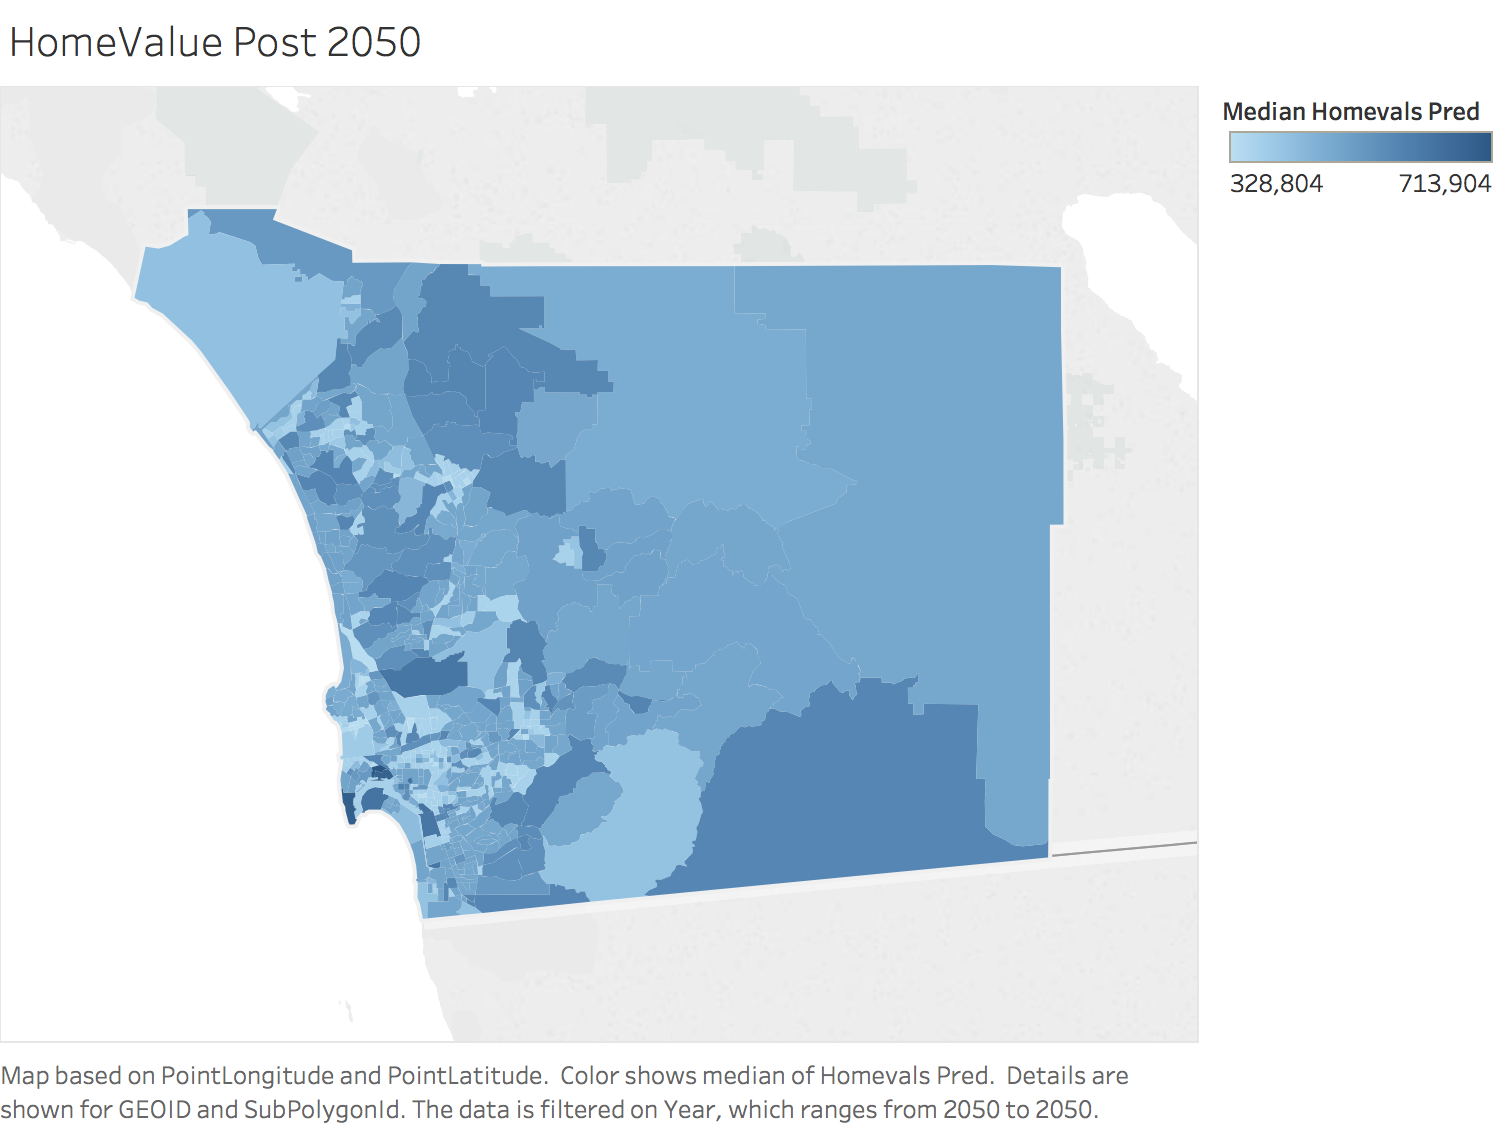 HomeValue Post 2050
Median Homevals Pred
328,804 713,904
Map based on PointLongitude and PointLatitude.  Color shows median of Homevals Pred.  Details are
shown for GEOID and SubPolygonId. The data is filtered on Year, which ranges from 2050 to 2050.